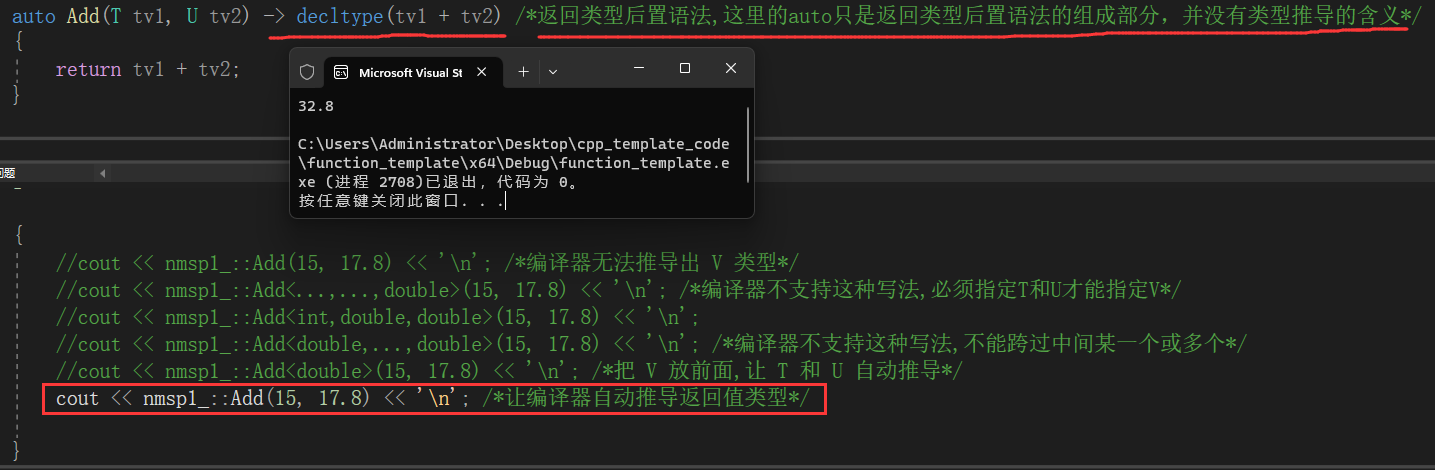 auto Add(T tv1, U tv2) -> decltype(tv1 + tv2) /*返回类型后置语法,这里的auto只是返回类型后置语法的组成部分，并没有类型推导的含义*/
{
return tv1 + tv2;
}
Microsoft Visual St
32.8
C:\Users\Administrator\Desktop\cpp_template_code
\function_template\x64\Debug\function_template.e
xe (进程 2708)已退出，代码为 0。
按任意键关闭此窗口. . .
问题
{
//cout << nmsp1_::Add(15, 17.8) << '\n'; /*编译器无法推导出 V 类型*/
//cout << nmsp1_::Add<...,...,double>(15, 17.8) << '\n'; /*编译器不支持这种写法,必须指定T和U才能指定V*/
//cout << nmsp1_::Add<int,double,double>(15, 17.8) << '\n';
//cout << nmsp1_::Add<double,...,double>(15, 17.8) << '\n'; /*编译器不支持这种写法,不能跨过中间某一个或多个*/
//cout << nmsp1_::Add<double>(15, 17.8) << '\n'; /*把 V 放前面,让 T 和 U 自动推导*/
cout << nmsp1_::Add(15, 17.8) << '\n'; /*让编译器自动推导返回值类型*/
}